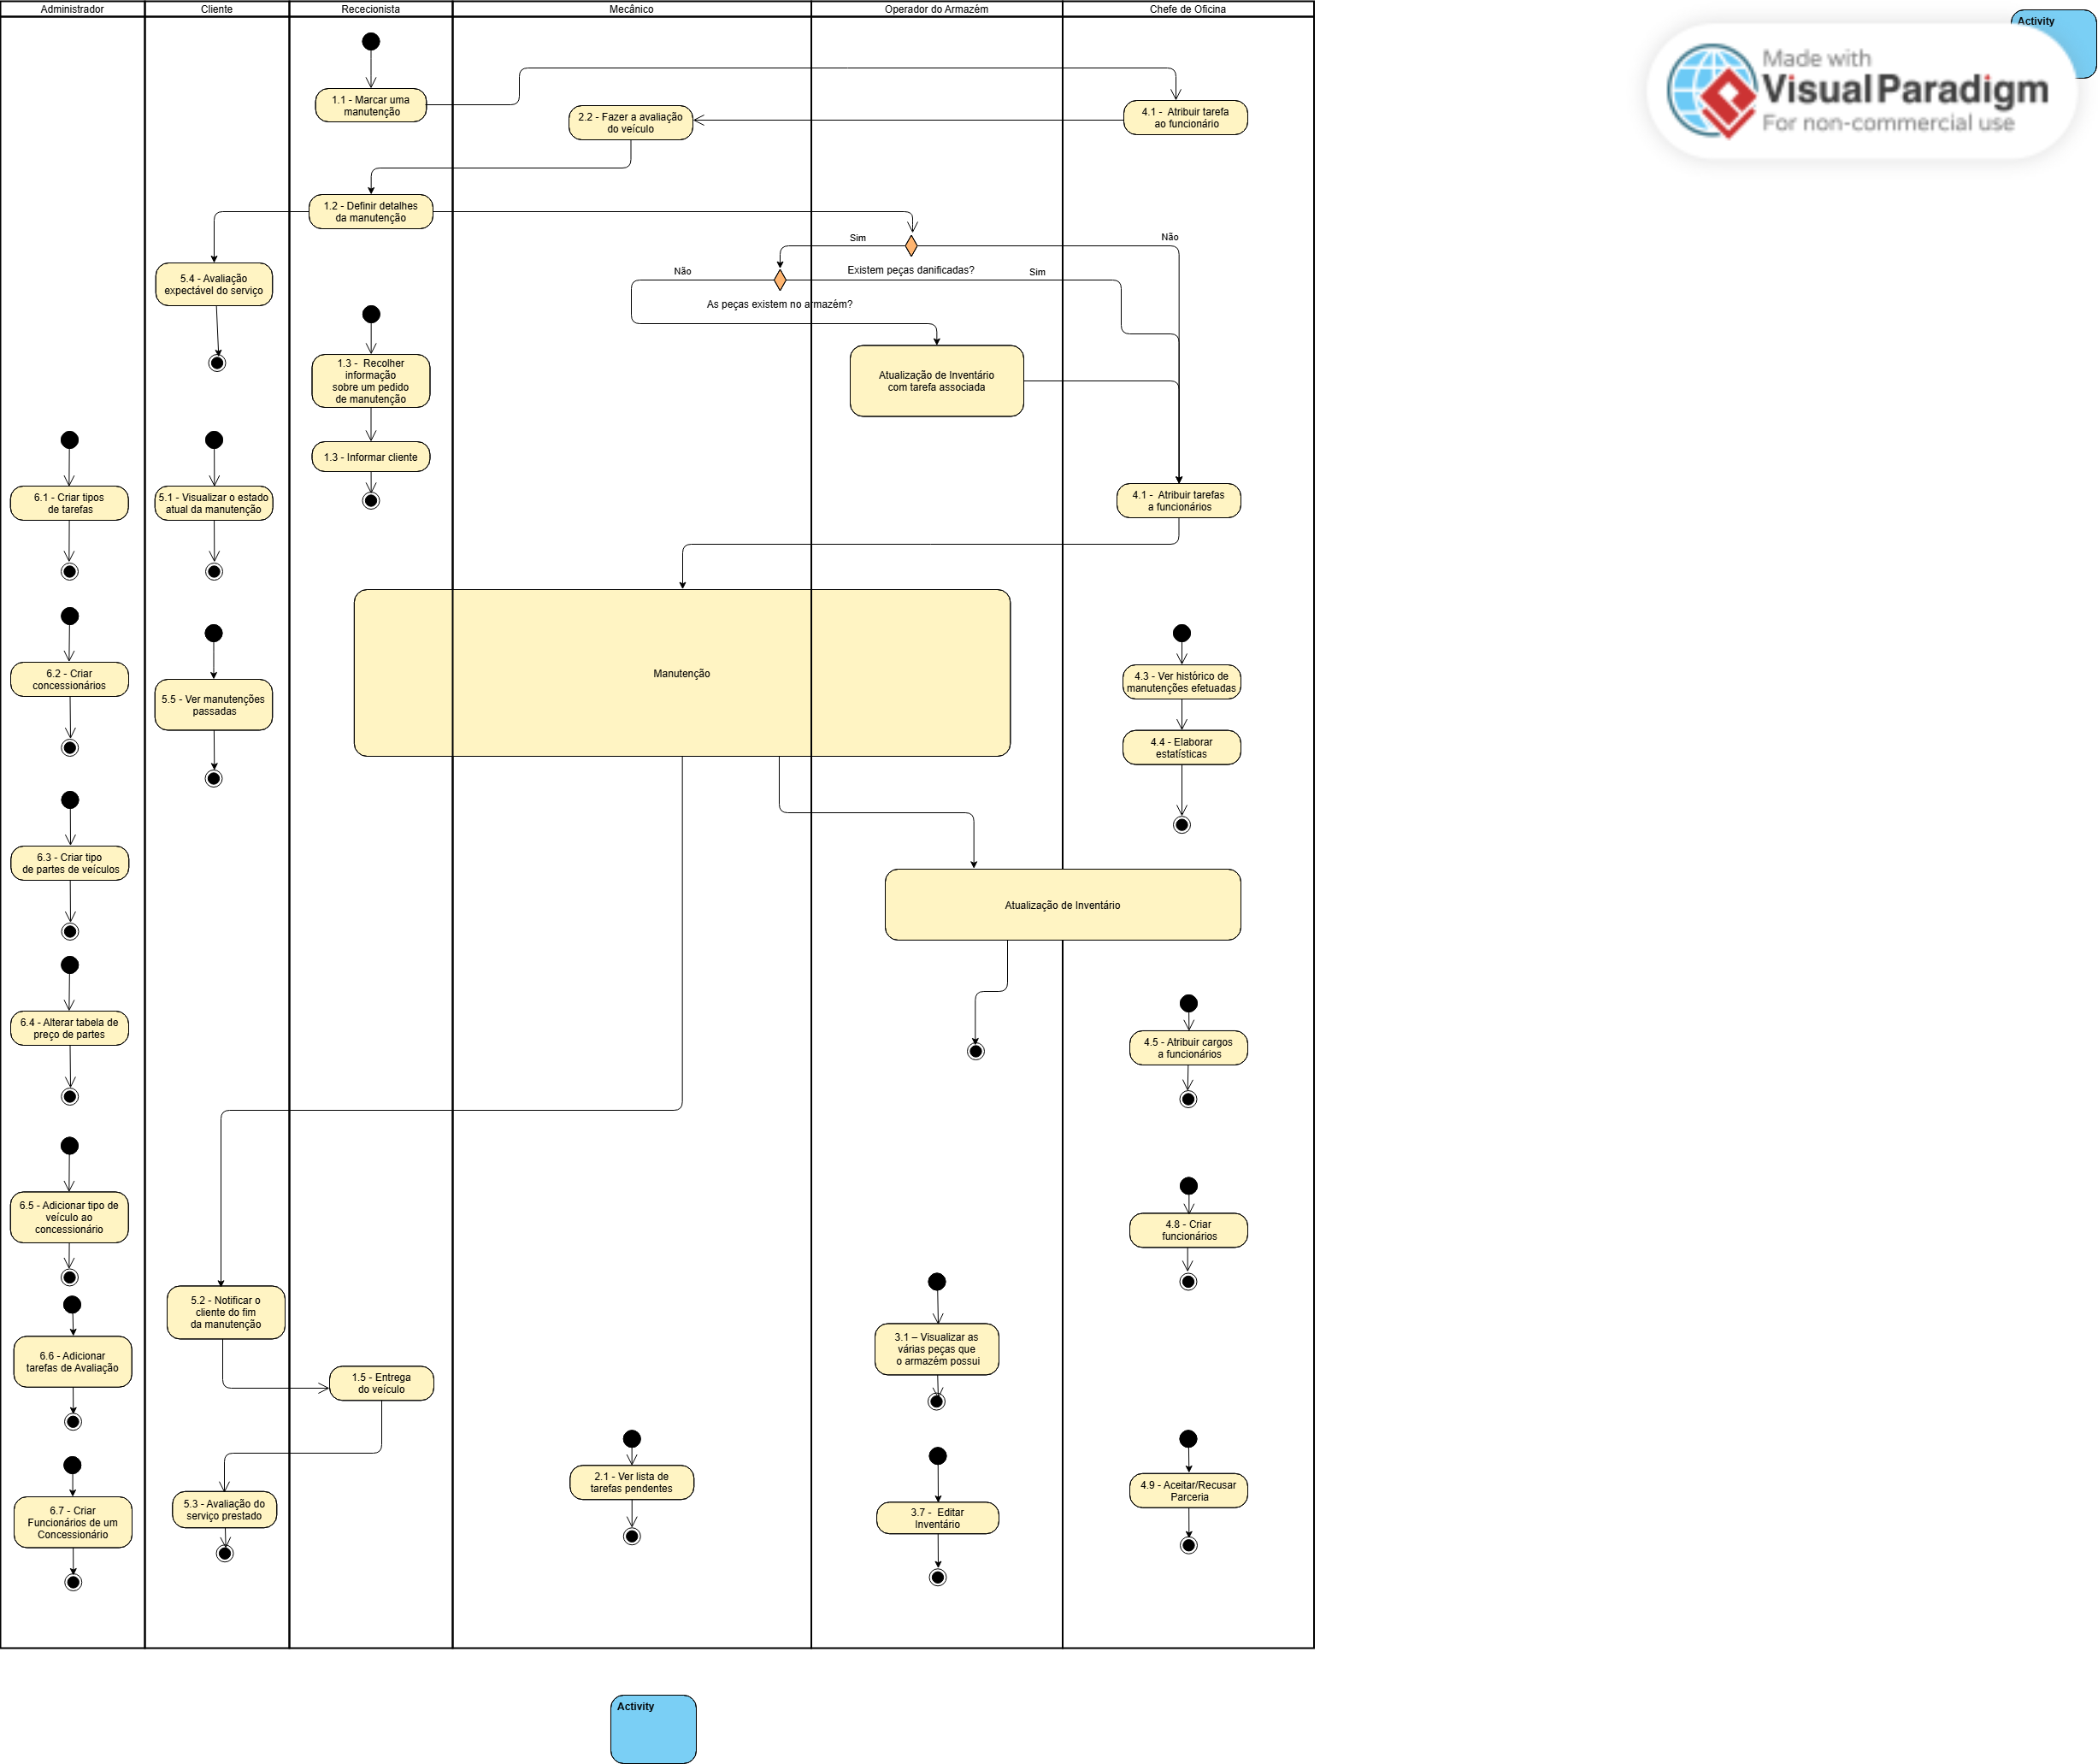 Administrador
Cliente
Rececionista
Mecânico
Operador do Armazém
Chefe de Oficina
Activity
Made with
Visual Paradigm
For non-commercial use
1.1 - Marcar uma
manutenção
2.2 - Fazer a avaliação
do veículo
4.1 - Atribuir tarefa
ao funcionário
1.2 - Definir detalhes
da manutenção
Sim
Não
Existem peças danificadas?
Não
Sim
As peças existem no armazém?
5.4 - Avaliação
expectável do serviço
1.3 - Recolher
informação
sobre um pedido
de manutenção
Atualização de Inventário
com tarefa associada
1.3 - Informar cliente
6.1 - Criar tipos
de tarefas
5.1 - Visualizar o estado
atual da manutenção
4.1 - Atribuir tarefas
a funcionários
6.2 - Criar
concessionários
5.5 - Ver manutenções
passadas
Manutenção
4.3 - Ver histórico de
manutenções efetuadas
4.4 - Elaborar
estatísticas
6.3 - Criar tipo
de partes de veículos
Atualização de Inventário
6.4 - Alterar tabela de
preço de partes
4.5 - Atribuir cargos
a funcionários
6.5 - Adicionar tipo de
veículo ao
concessionário
4.8 - Criar
funcionários
5.2 - Notificar o
cliente do fim
da manutenção
6.6 - Adicionar
tarefas de Avaliação
1.5 - Entrega
do veículo
3.1 – Visualizar as
várias peças que
o armazém possui
6.7 - Criar
Funcionários de um
Concessionário
5.3 - Avaliação do
serviço prestado
2.1 - Ver lista de
tarefas pendentes
3.7 - Editar
Inventário
4.9 - Aceitar/Recusar
Parceria
Activity